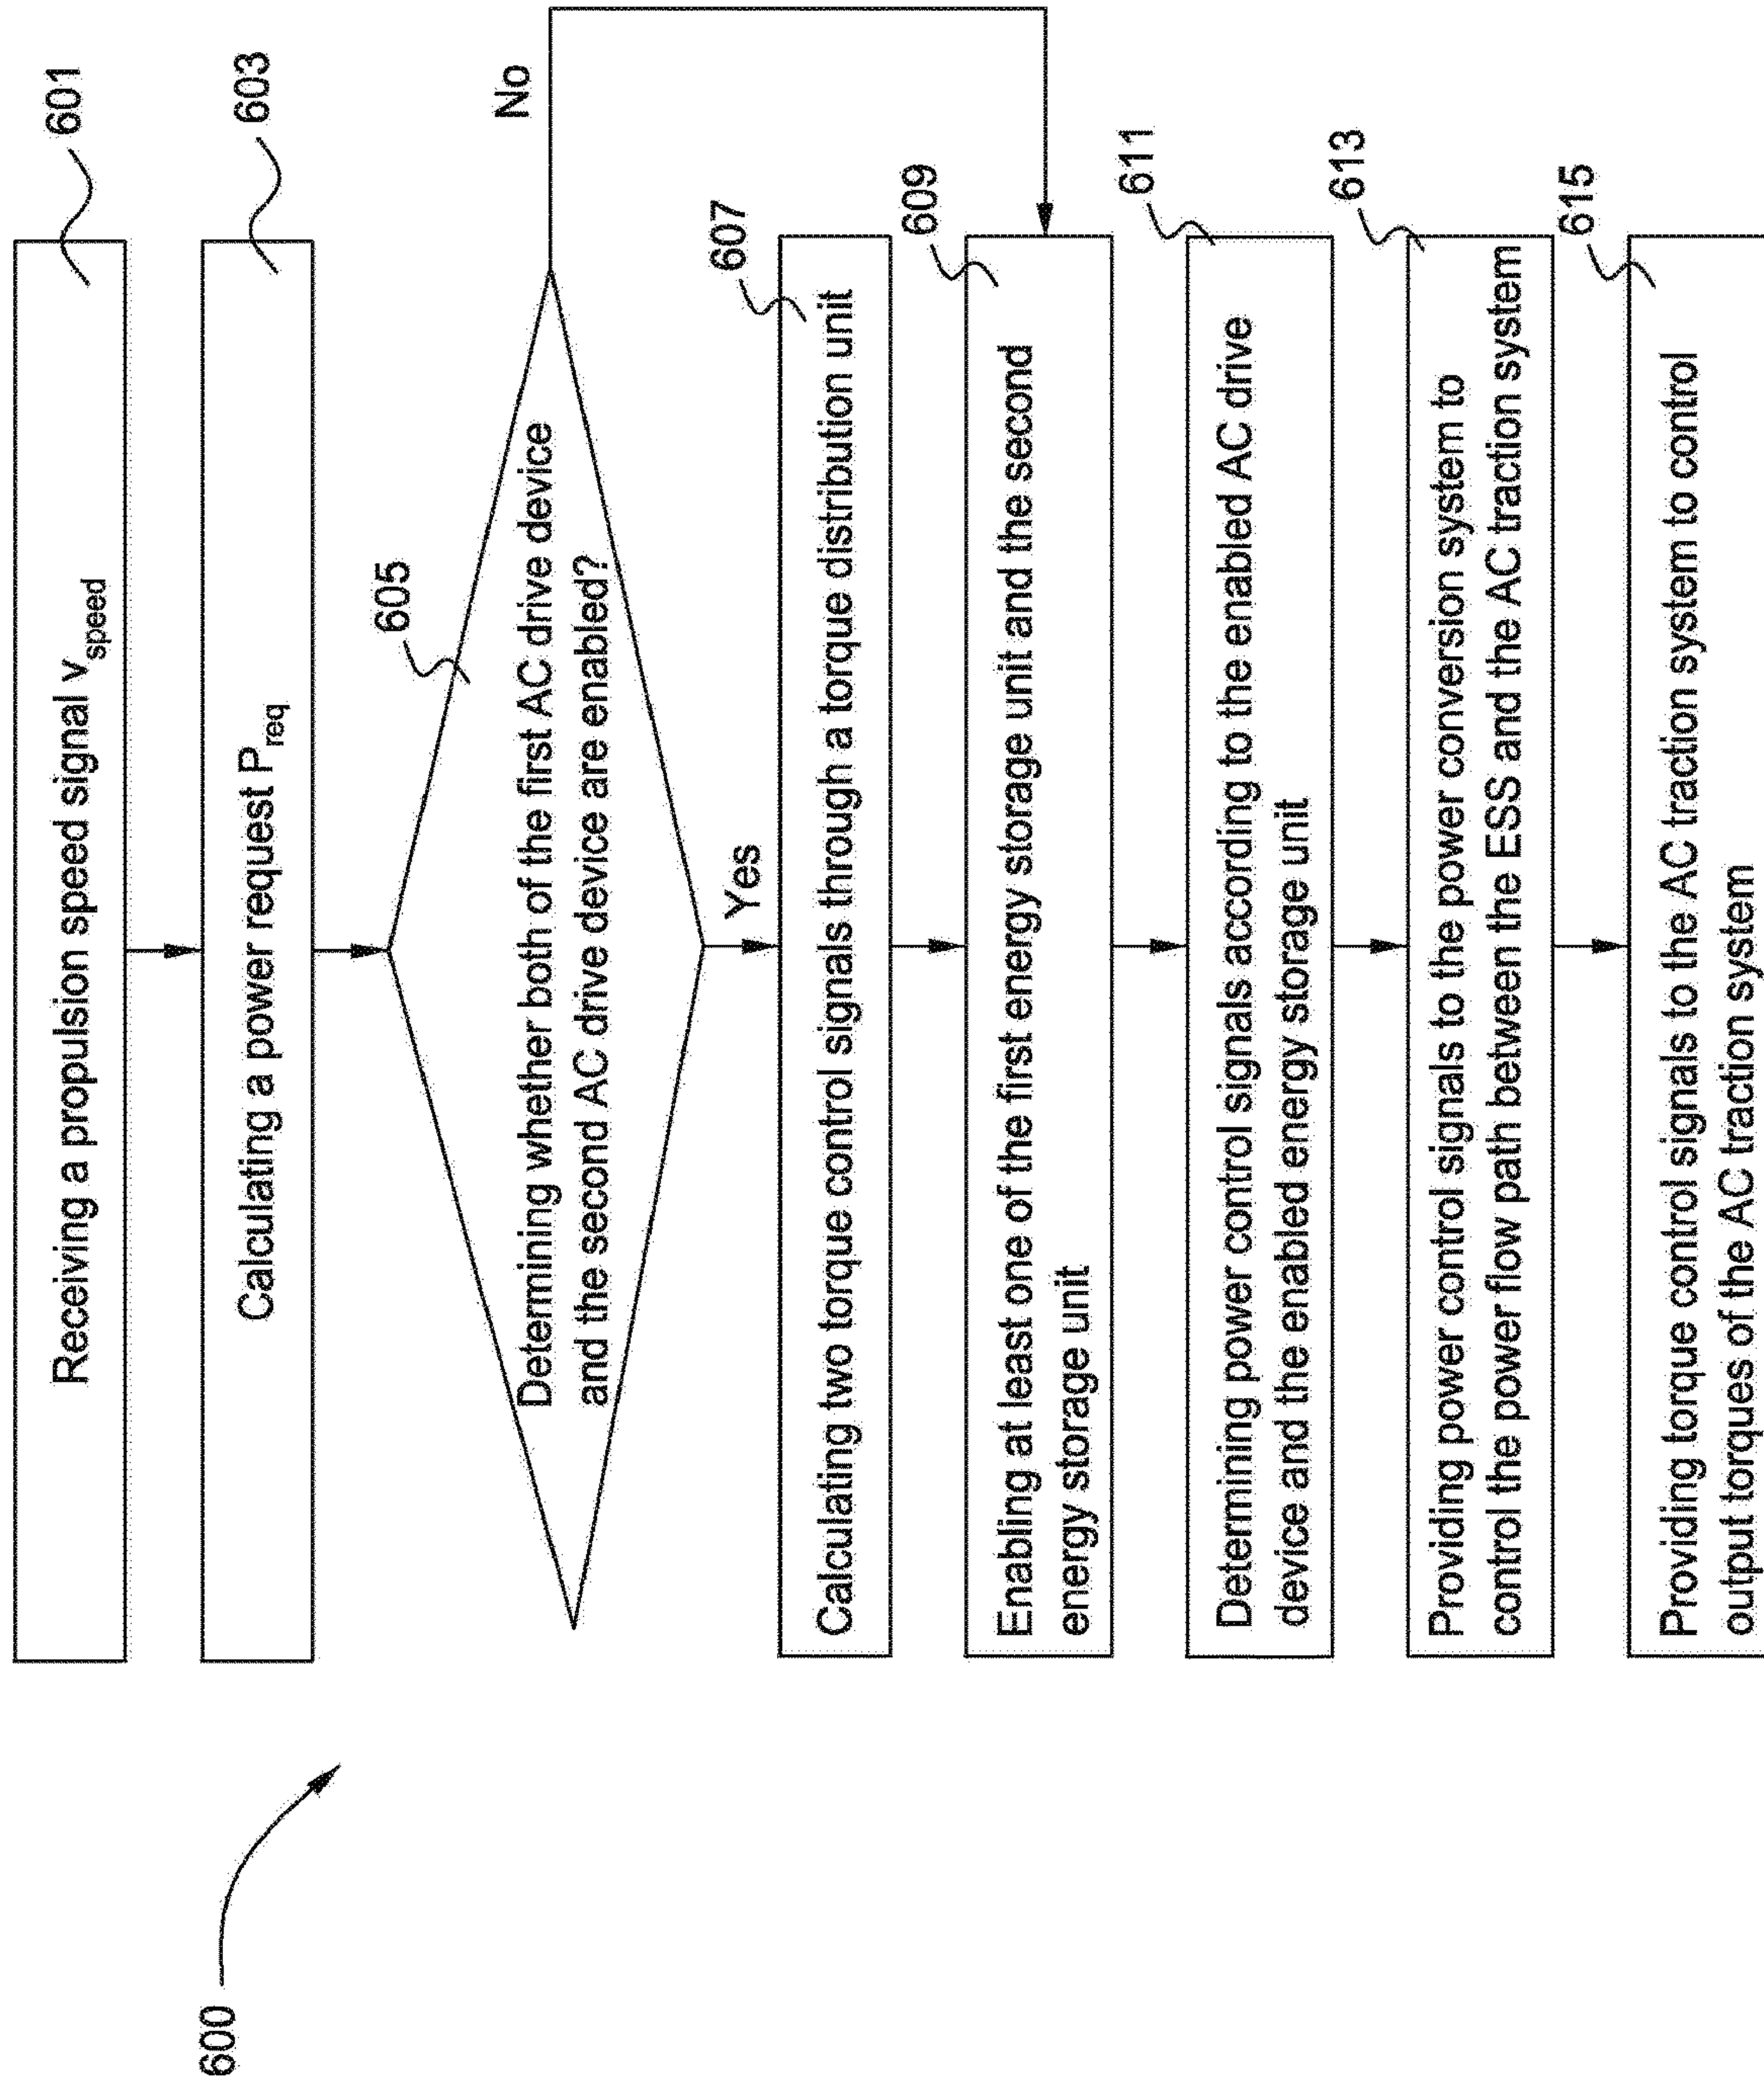 600
601
Receiving a propulsion speed signal vspeed
603
Calculating a power request Preq
605
Determining whether both of the first AC drive device
and the second AC drive device are enabled?
No
Yes
607
Calculating two torque control signals through a torque distribution unit
609
Enabling at least one of the first energy storage unit and the second
energy storage unit
611
Determining power control signals according to the enabled AC drive
device and the enabled energy storage unit
613
Providing power control signals to the power conversion system to
control the power flow path between the ESS and the AC traction system
615
Providing torque control signals to the AC traction system to control
output torques of the AC traction system